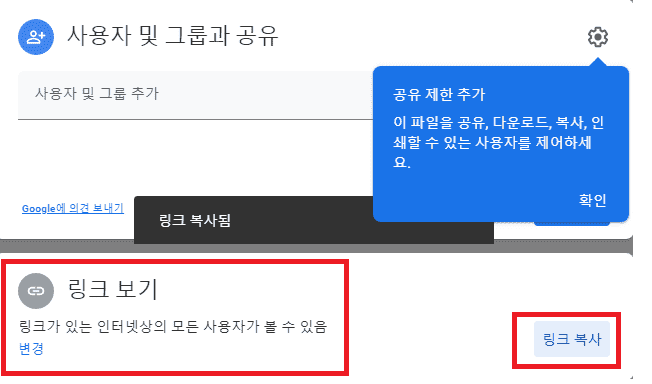 사용자 및 그룹과 공유
사용자 및 그룹 추가
공유 제한 추가
이 파일을 공유, 다운로드, 복사, 인
쇄할 수 있는 사용자를 제어하세
요.
확인
Google에 의견 보내기
링크 복사됨
링크 보기
링크가 있는 인터넷상의 모든 사용자가 볼 수 있음
변경
링크 복사